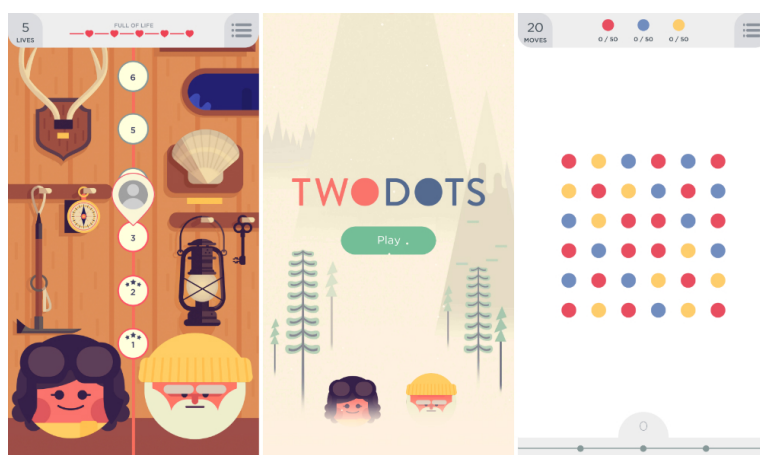 5
LIVES
FULL OF LIFE
6
5
3
2
1
TWODOTS
Play
20
MOVES
0 / 50 0 / 50 0 / 50
0